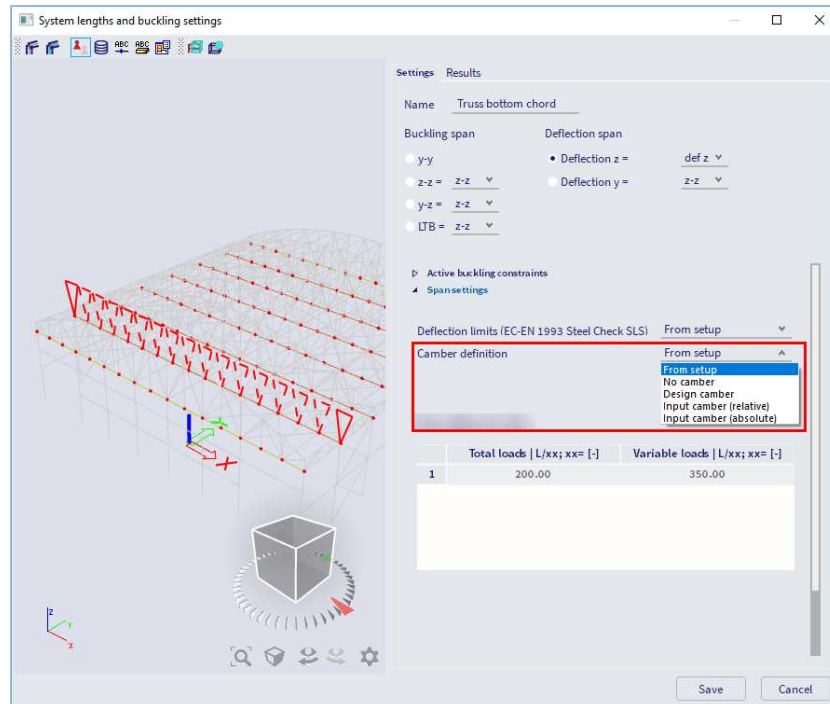 System lengths and buckling settings
ABC ABC
Settings Results
Name Truss bottom chord
Buckling span Deflection span
y-y Deflection z = def z
z-z = z-z Deflection y = z-z
y-z = z-z
LTB = z-z
Active buckling constraints
Span settings
Deflection limits (EC-EN 1993 Steel Check SLS) From setup
Camber definition From setup
From setup
No camber
Design camber
Input camber (relative)
Input camber (absolute)
Total loads | L/xx; xx= [-] Variable loads | L/xx; xx= [-]
1 200.00 350.00
z
y
x
Save Cancel